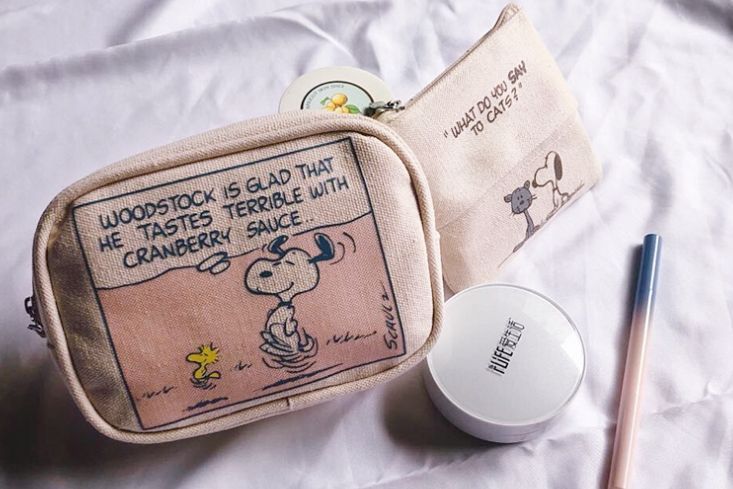 WOODSTOCK IS GLAD THAT
HE TASTES TERRIBLE WITH
CRANBERRY SAUCE..
SCHULZ
"WHAT DO YOU SAY
TO CATS?"